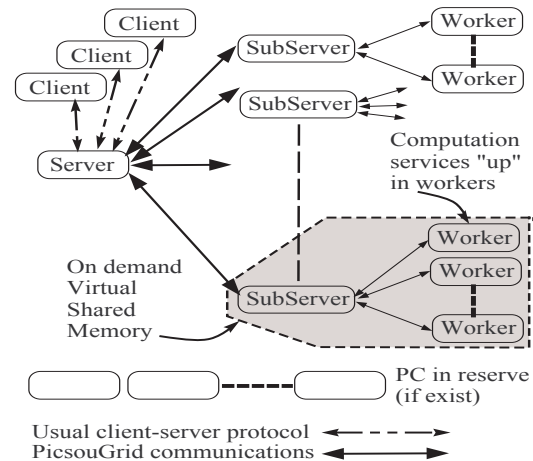 Client
Client
Client
Server
SubServer
SubServer
Worker
Worker
Computation
services "up"
in workers
On demand
Virtual
Shared
Memory
SubServer
Worker
Worker
Worker
PC in reserve
(if exist)
Usual client-server protocol
PicsouGrid communications